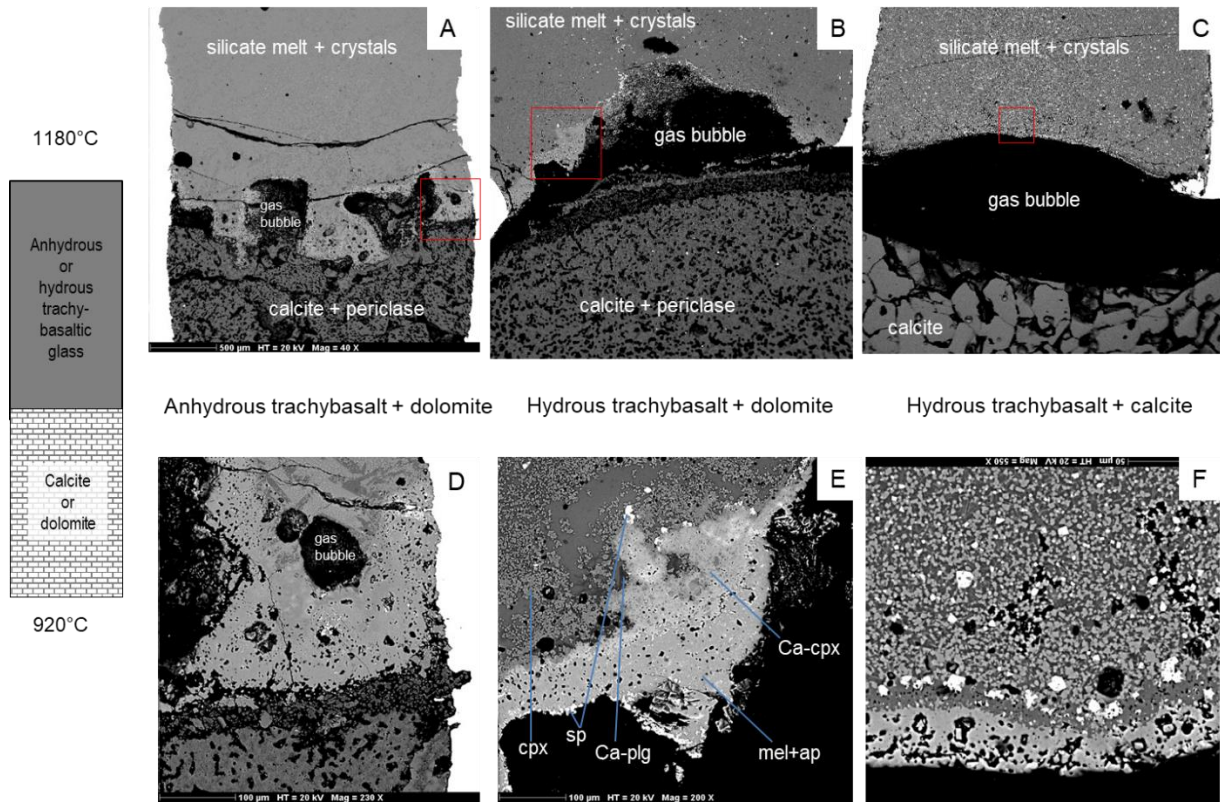 1180°C
Anhydrous
or
hydrous
trachy-
basaltic
glass
Calcite
or
dolomite
920°C
A
silicate melt + crystals
gas
bubble
calcite + periclase
500 µm HT = 20 kV Mag = 40 X
B
silicate melt + crystals
gas bubble
calcite + periclase
C
silicate melt + crystals
gas bubble
calcite
Anhydrous trachybasalt + dolomite
Hydrous trachybasalt + dolomite
Hydrous trachybasalt + calcite
D
gas
bubble
100 µm HT = 20 kV Mag = 230 X
E
Ca-cpx
cpx
sp
Ca-plg
mel+ap
100 µm HT = 20 kV Mag = 200 X
F
50 µm HT = 20 kV Mag = 550 X